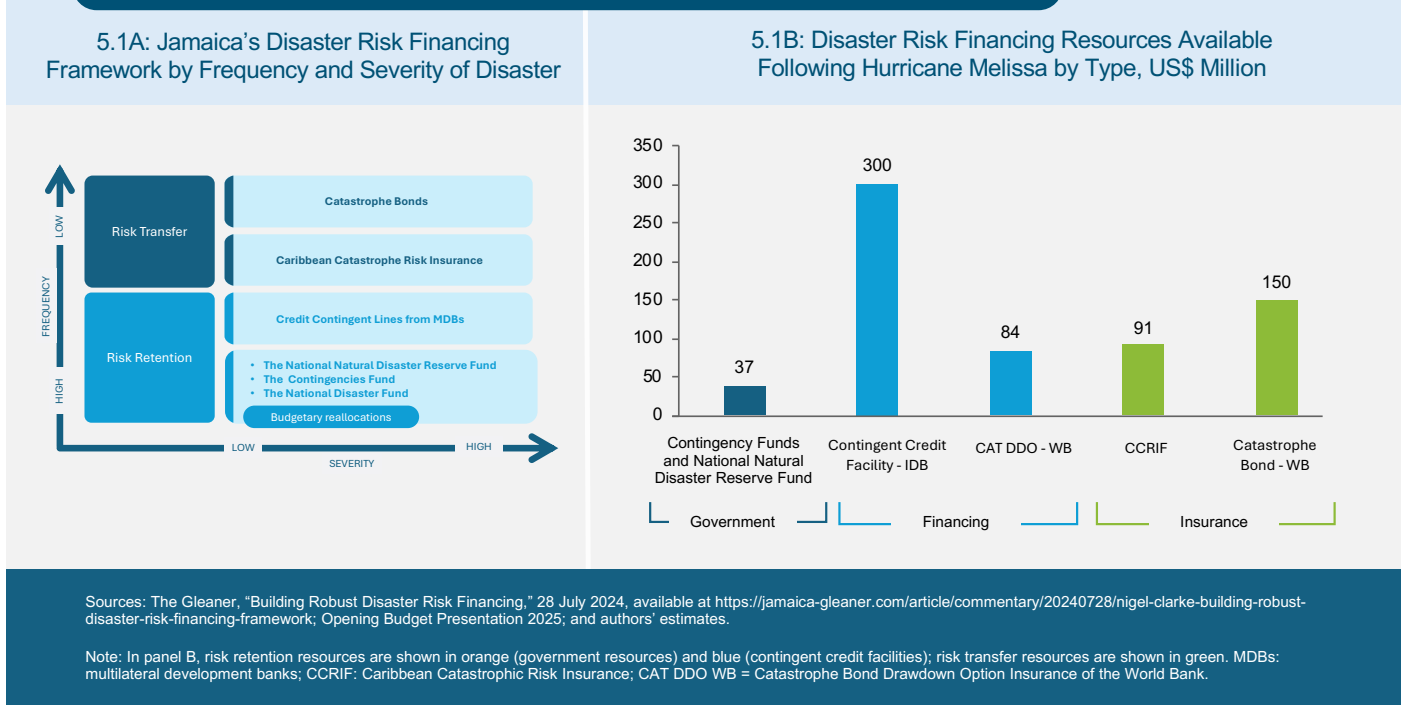 5.1A: Jamaica's Disaster Risk Financing
Framework by Frequency and Severity of Disaster
FREQUENCY
LOW
HIGH
Risk Transfer
Catastrophe Bonds
Caribbean Catastrophe Risk Insurance
Risk Retention
Credit Contingent Lines from MDBs
• The National Natural Disaster Reserve Fund
• The Contingencies Fund
• The National Disaster Fund
Budgetary reallocations
LOW
HIGH
SEVERITY
5.1B: Disaster Risk Financing Resources Available
Following Hurricane Melissa by Type, US$ Million
350
300
250
200
150
100
50
0
37
300
84
91
150
Contingency Funds
and National Natural
Disaster Reserve Fund
Contingent Credit
Facility - IDB
CAT DDO - WB
CCRIF
Catastrophe
Bond - WB
Government
Financing
Insurance
Sources: The Gleaner, “Building Robust Disaster Risk Financing,” 28 July 2024, available at https://jamaica-gleaner.com/article/commentary/20240728/nigel-clarke-building-robust-
disaster-risk-financing-framework; Opening Budget Presentation 2025; and authors' estimates.
Note: In panel B, risk retention resources are shown in orange (government resources) and blue (contingent credit facilities); risk transfer resources are shown in green. MDBs:
multilateral development banks; CCRIF: Caribbean Catastrophic Risk Insurance; CAT DDO WB = Catastrophe Bond Drawdown Option Insurance of the World Bank.